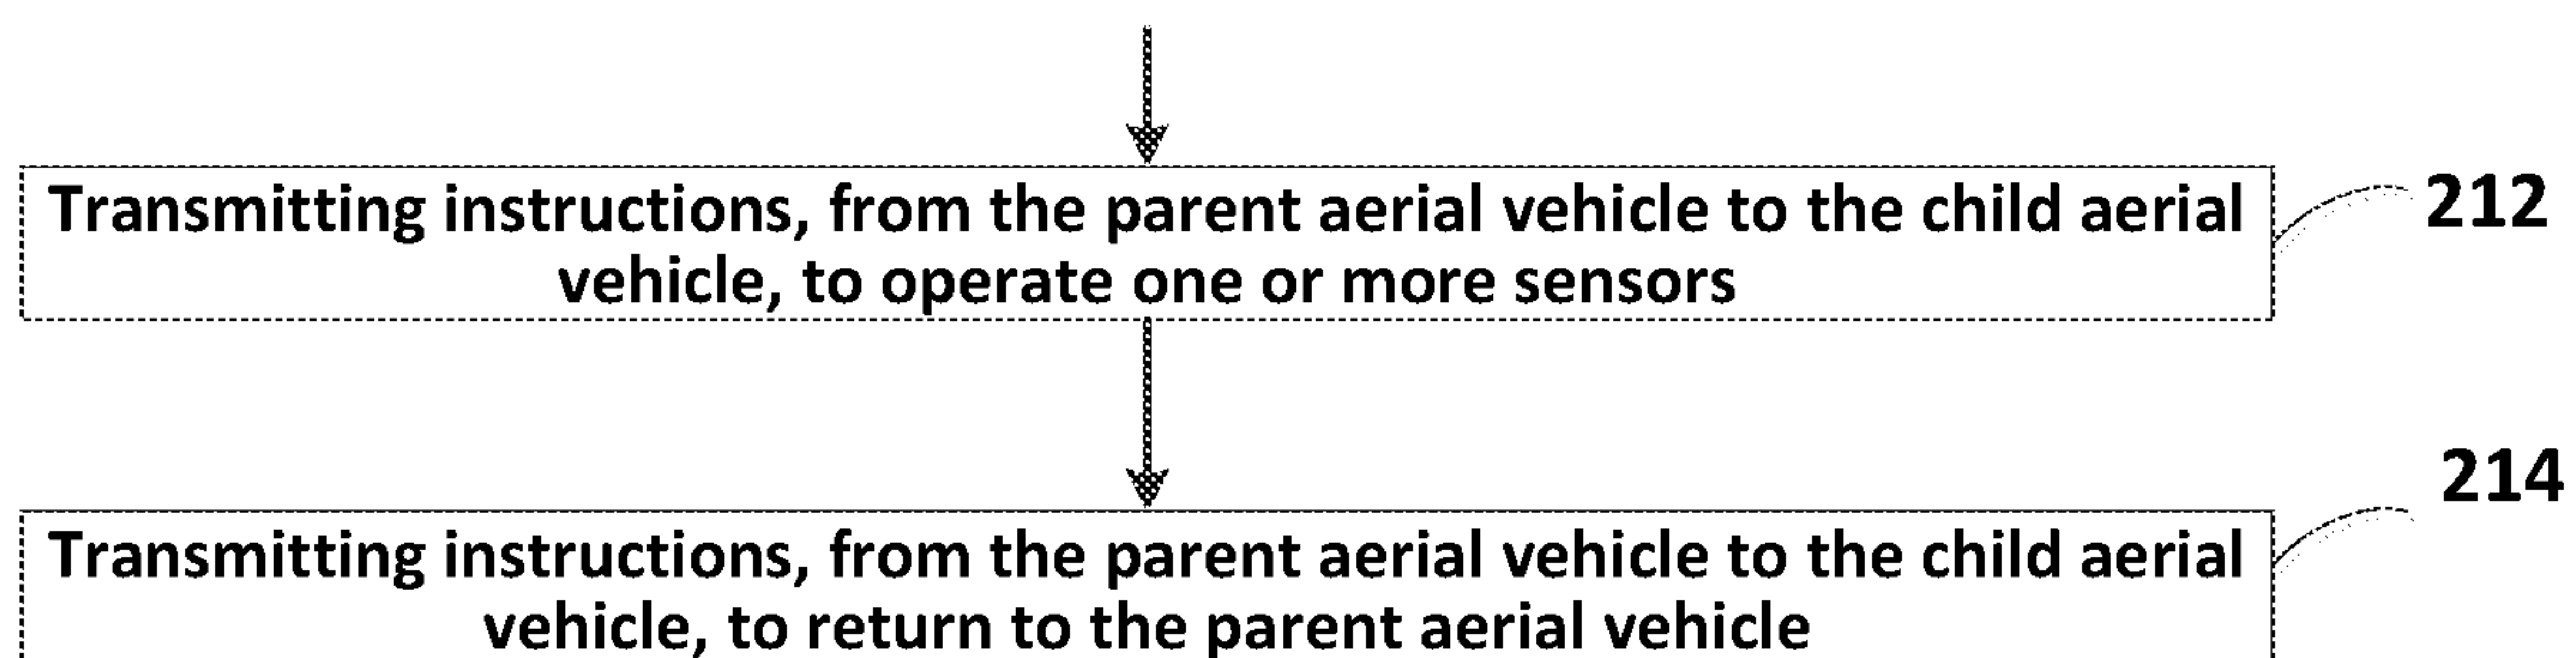 Transmitting instructions, from the parent aerial vehicle to the child aerial
vehicle, to operate one or more sensors
212
Transmitting instructions, from the parent aerial vehicle to the child aerial
vehicle, to return to the parent aerial vehicle
214